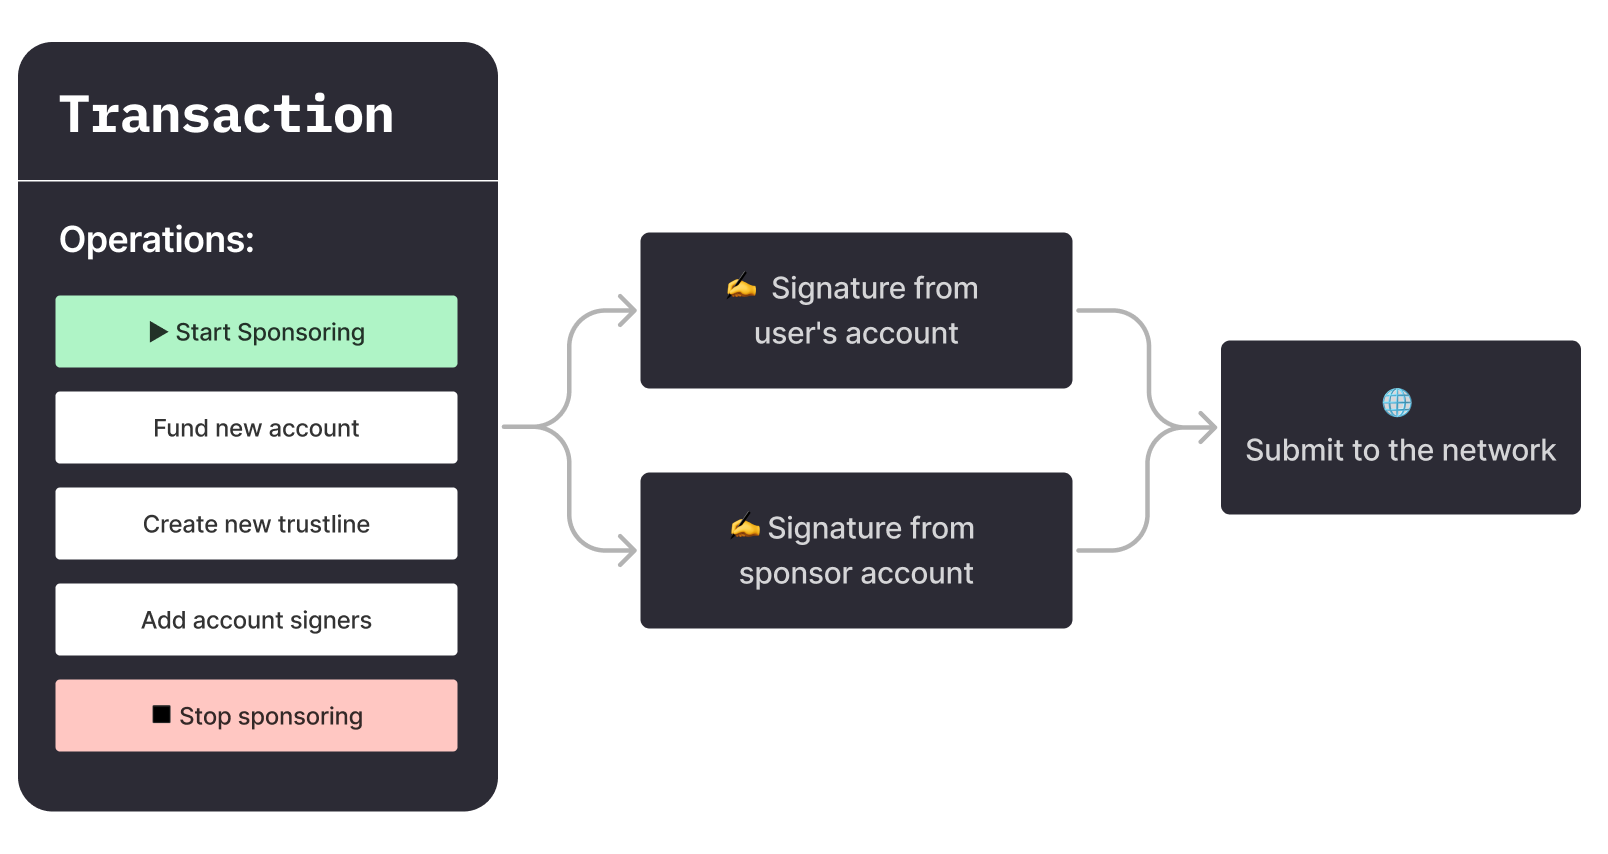 Transaction
Operations:
▶ Start Sponsoring
Fund new account
Create new trustline
Add account signers
■ Stop sponsoring
✍️ Signature from
user's account
✍️ Signature from
sponsor account
🌐
Submit to the network